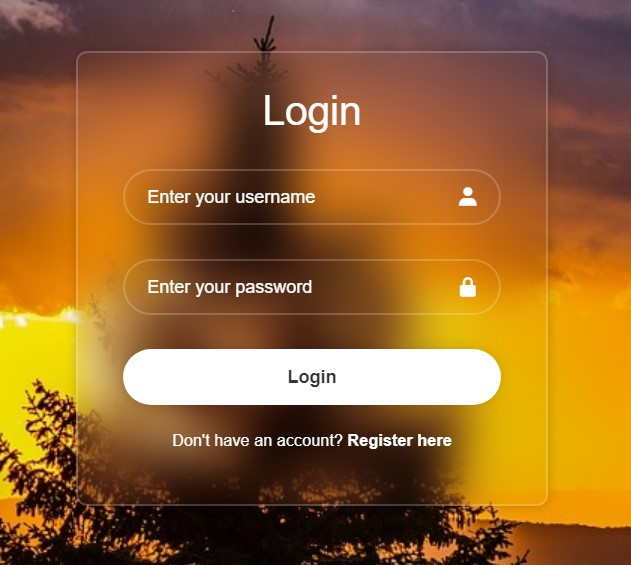 Login
Enter your username
Enter your password
Login
Don't have an account? Register here